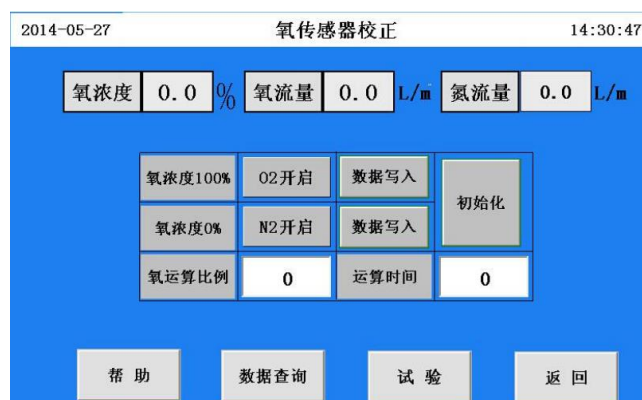 2014-05-27 氧传感器校正 14:30:47
氧浓度 0.0 % 氧流量 0.0 L/m 氮流量 0.0 L/m
氧浓度100% O2开启 数据写入 初始化
氧浓度0% N2开启 数据写入
氧运算比例 0 运算时间 0
帮 助 数据查询 试 验 返 回